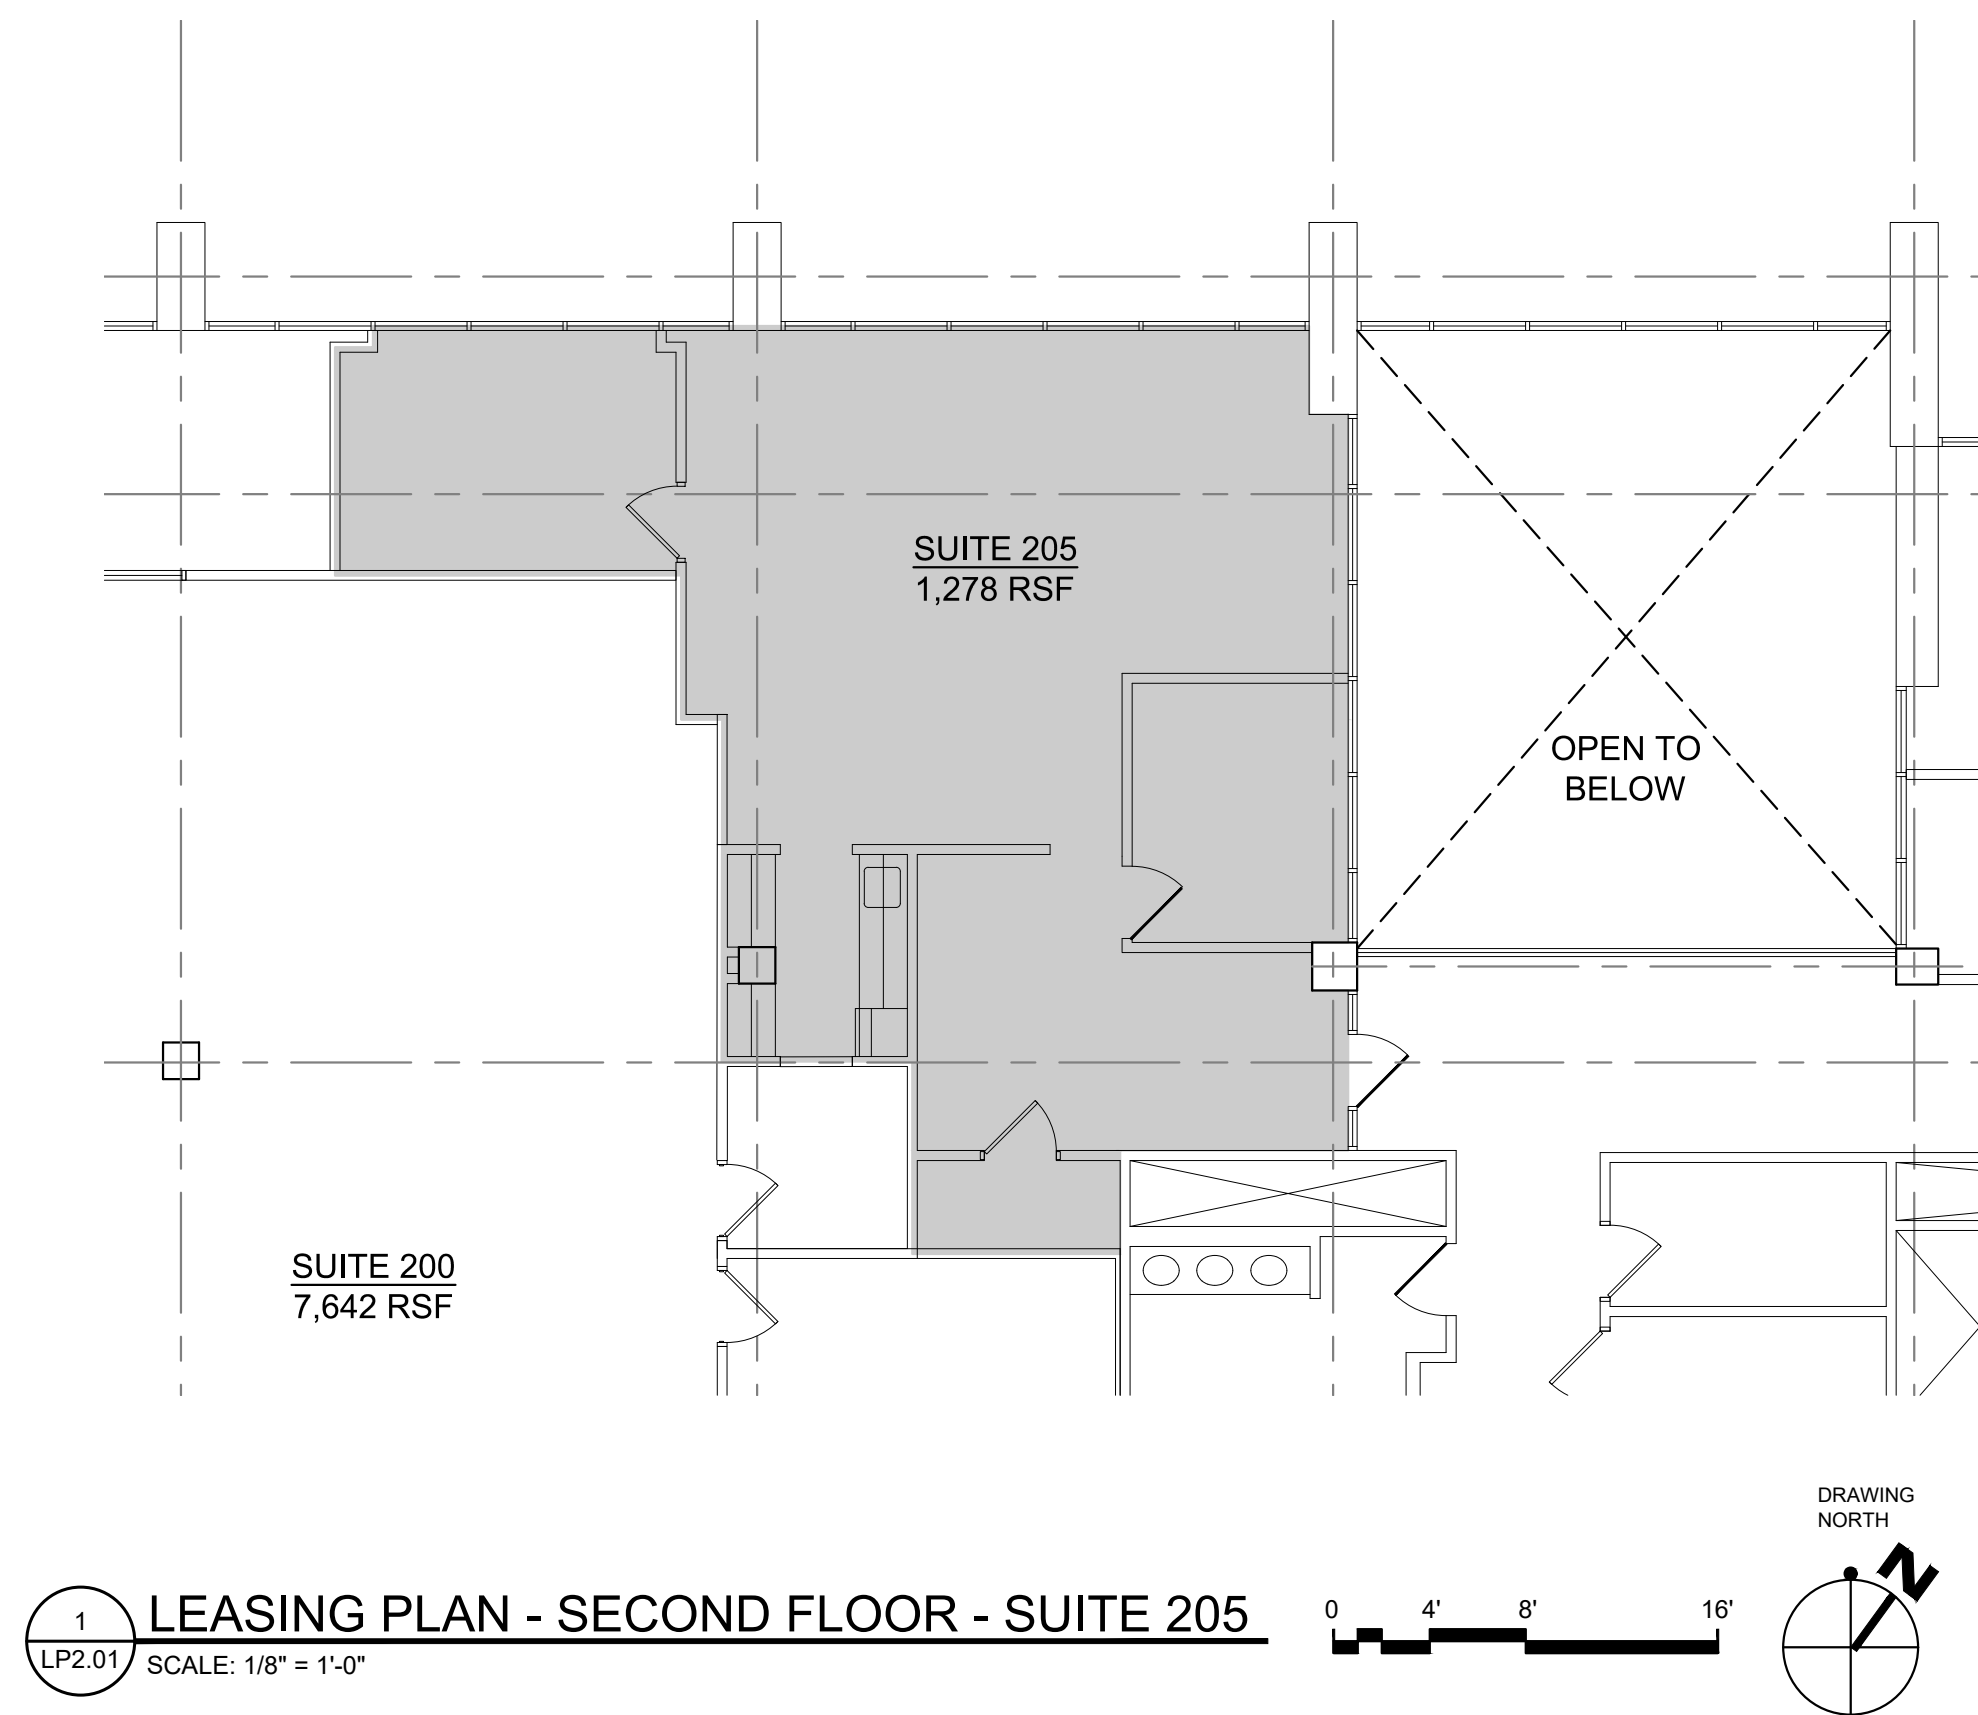 SUITE 205
1,278 RSF
OPEN TO
BELOW
SUITE 200
7,642 RSF
DRAWING
NORTH
N
1
LP2.01
LEASING PLAN - SECOND FLOOR - SUITE 205
SCALE: 1/8" = 1'-0"
0 4' 8' 16'